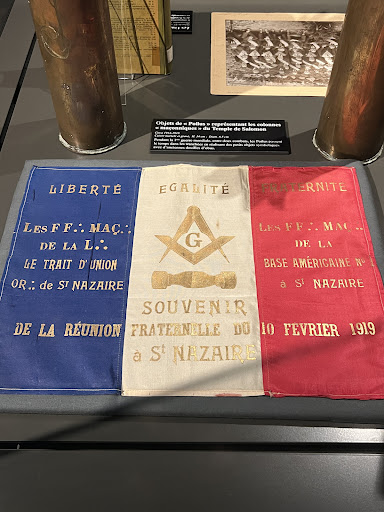 Objets de « Poilus » représentant les colonnes
« maçonniques » du Temple de Salomon
LIBERTÉ
LES FF∴ MAÇ∴
DE LA L∴
LE TRAIT D'UNION
OR∴ DE ST NAZAIRE
EGALITÉ
G
SOUVENIR
FRATERNITÉ
LES FF∴ MAÇ∴
DE LA
BASE AMÉRICAINE No 1
à ST NAZAIRE
DE LA RÉUNION FRATERNELLE DU 10 FEVRIER 1919
à ST NAZAIRE